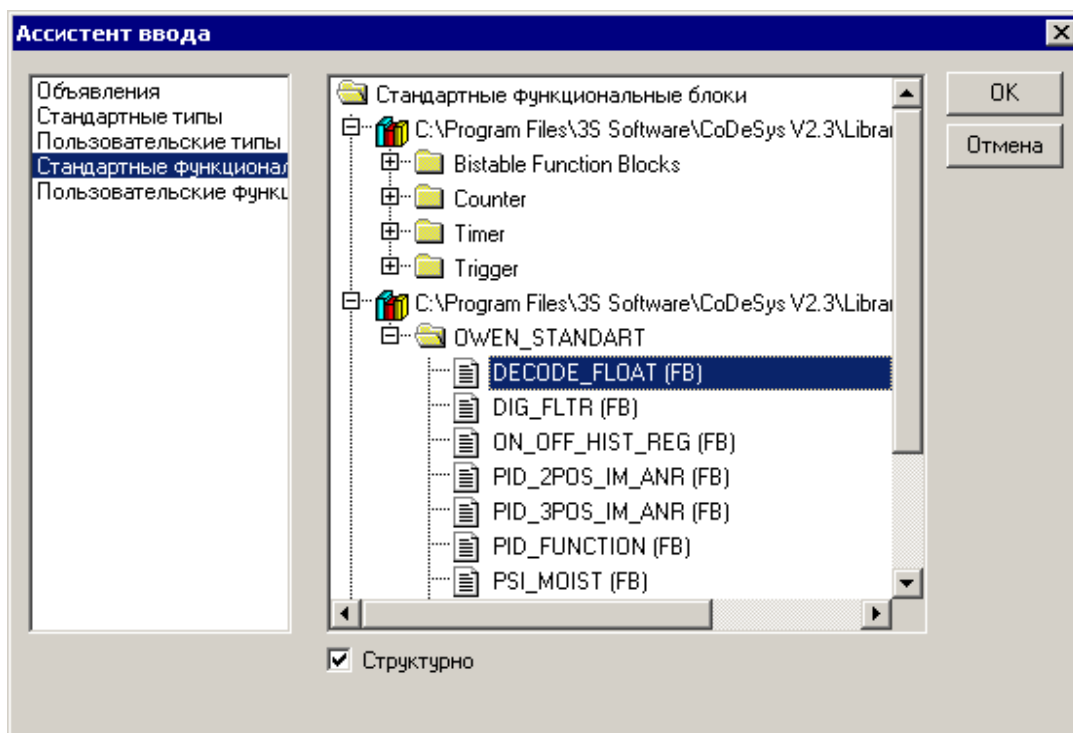 Ассистент ввода
Объявления
Стандартные типы
Пользовательские типы
Стандартные функционал
Пользовательские функц
Стандартные функциональные блоки
C:\Program Files\3S Software\CoDeSys V2.3\Librar
Bistable Function Blocks
Counter
Timer
Trigger
C:\Program Files\3S Software\CoDeSys V2.3\Librar
OWEN_STANDART
DECODE_FLOAT (FB)
DIG_FLTR (FB)
ON_OFF_HIST_REG (FB)
PID_2POS_IM_ANR (FB)
PID_3POS_IM_ANR (FB)
PID_FUNCTION (FB)
PSI_MOIST (FB)
Структурно
OK
Отмена